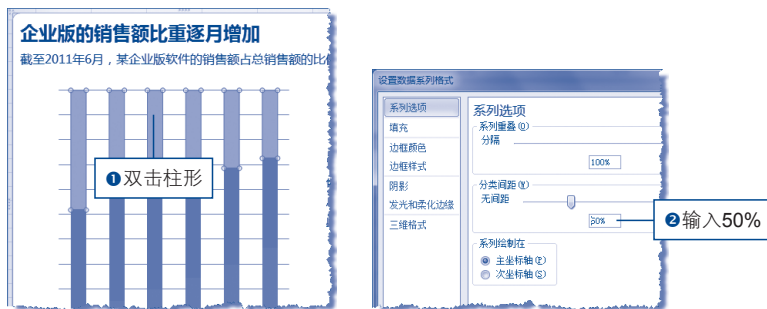 企业版的销售额比重逐月增加
截至2011年6月，某企业版软件的销售额占总销售额的比
❶双击柱形
设置数据系列格式
系列选项
填充
边框颜色
边框样式
阴影
发光和柔化边缘
三维格式
系列选项
系列重叠(O)
分隔
100%
分类间距(W)
无间距
50%
系列绘制在
主坐标轴(P)
次坐标轴(S)
❷输入50%